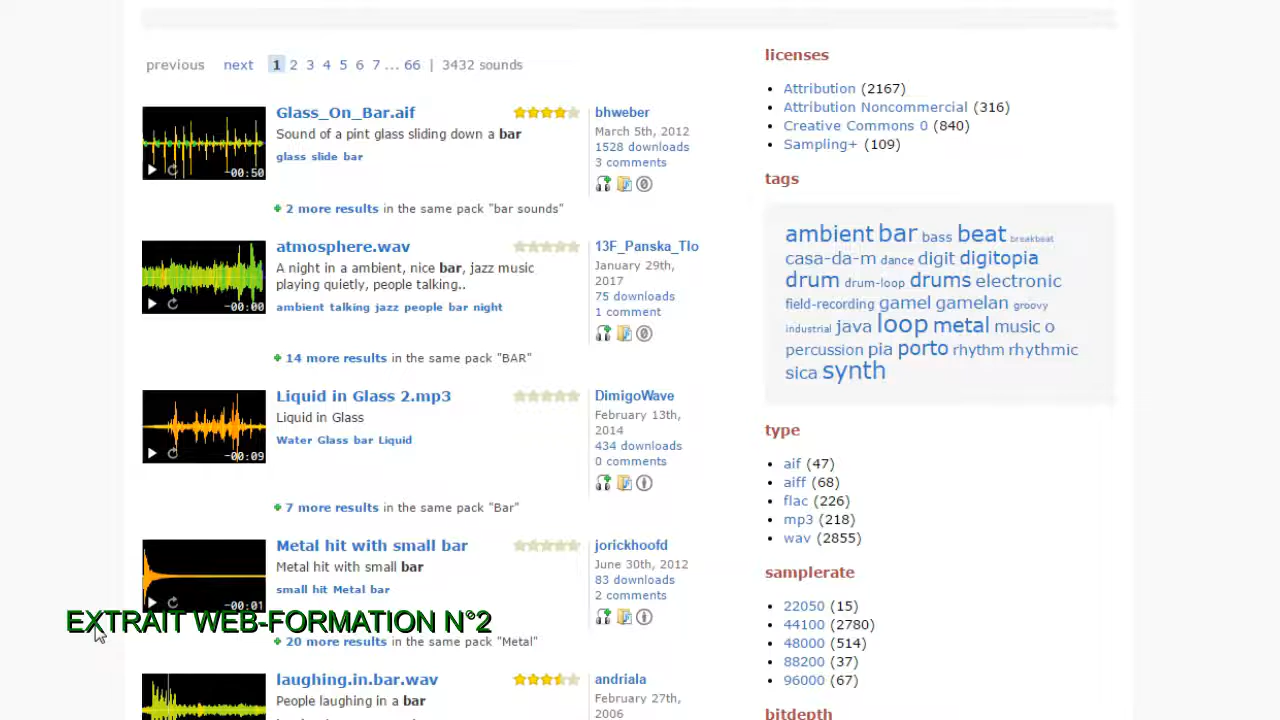 previous next 1 2 3 4 5 6 7 ... 66 | 3432 sounds
-00:50
Glass_On_Bar.aif
Sound of a pint glass sliding down a bar
glass slide bar
bhweber
March 5th, 2012
1528 downloads
3 comments
2 more results in the same pack "bar sounds"
-00:00
atmosphere.wav
A night in a ambient, nice bar, jazz music
playing quietly, people talking..
ambient talking jazz people bar night
13F_Panska_Tlo
January 29th,
2017
75 downloads
1 comment
14 more results in the same pack "BAR"
-00:09
Liquid in Glass 2.mp3
Liquid in Glass
Water Glass bar Liquid
DimigoWave
February 13th,
2014
434 downloads
0 comments
7 more results in the same pack "Bar"
-00:01
Metal hit with small bar
Metal hit with small bar
small hit Metal bar
jorickhoofd
June 30th, 2012
83 downloads
2 comments
EXTRAIT WEB-FORMATION N°2
20 more results in the same pack "Metal"
laughing.in.bar.wav
People laughing in a bar
andriala
February 27th,
2006
licenses
Attribution (2167)
Attribution Noncommercial (316)
Creative Commons 0 (840)
Sampling+ (109)
tags
ambient bar bass beat breakbeat
casa-da-m dance digit digitopia
drum drum-loop drums electronic
field-recording gamel gamelan groovy
industrial java loop metal music o
percussion pia porto rhythm rhythmic
sica synth
type
aif (47)
aiff (68)
flac (226)
mp3 (218)
wav (2855)
samplerate
22050 (15)
44100 (2780)
48000 (514)
88200 (37)
96000 (67)
bitdepth